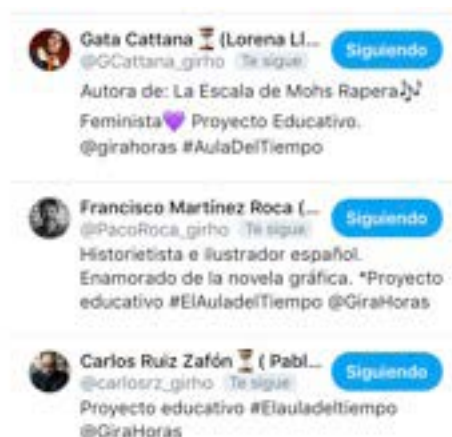 Gata Cattana⏳(Lorena Ll...
Siguiendo
@GCattana_girho Te sigue
Autora de: La Escala de Mohs Rapera🎶
Feminista💜 Proyecto Educativo.
@girahoras #AulaDelTiempo
Francisco Martínez Roca (...
Siguiendo
@PacoRoca_girho Te sigue
Historietista e ilustrador español.
Enamorado de la novela gráfica. *Proyecto
educativo #ElAuladelTiempo @GiraHoras
Carlos Ruiz Zafón⏳( Pabl...
Siguiendo
@carlosrz_girho Te sigue
Proyecto educativo #Elauladeltiempo
@GiraHoras